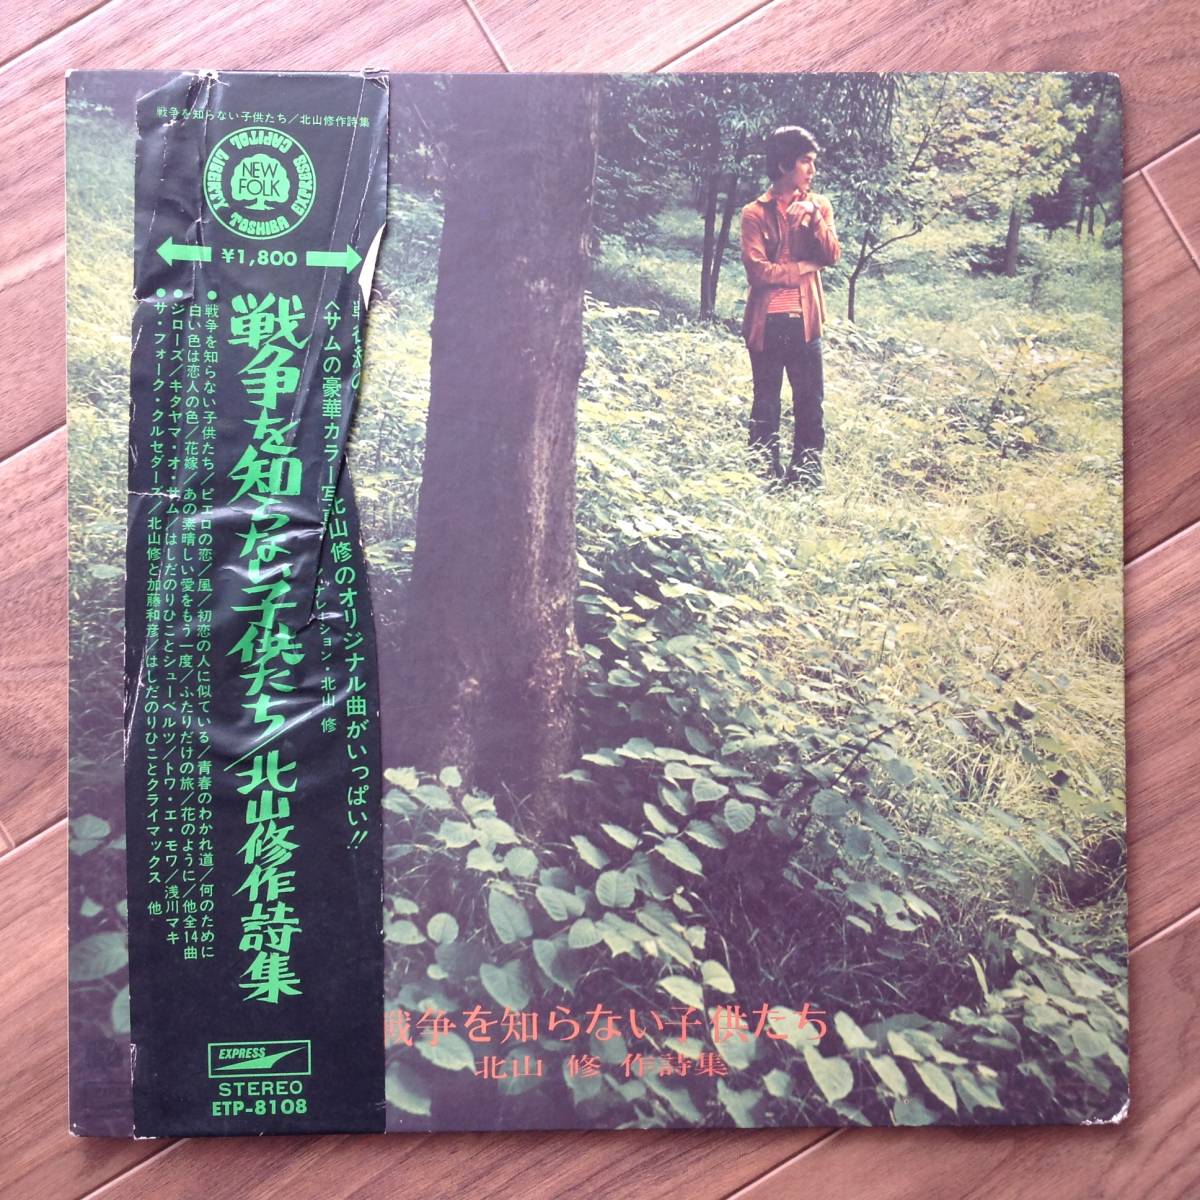 戦争を知らない子供たち／北山修作詩集
NEW
FOLK
LIBERTY CAPITOL EXPRESS TOSHIBA
¥1,800
北山修のオリジナル曲がいっぱい!!
〈サムの豪華カラー写真
ナレーション・北山 修
戦争を知らない子供たち／北山修作詩集
●戦争を知らない子供たち／ピエロの恋／風／初恋の人に似ている／青春のわかれ道／何のために
白い色は恋人の色／花嫁／あの素晴しい愛をもう一度／ふたりだけの旅／花のように／他全14曲
●ジローズ／キタヤマ・オ・サム／はしだのりひことシューベルツ／トワ・エ・モワ／浅川マキ
●サ・フォーク・クルセダーズ／北山修と加藤和彦／はしだのりひことクライマックス 他
EXPRESS
STEREO
ETP-8108
戦争を知らない子供たち
北山 修 作詩集